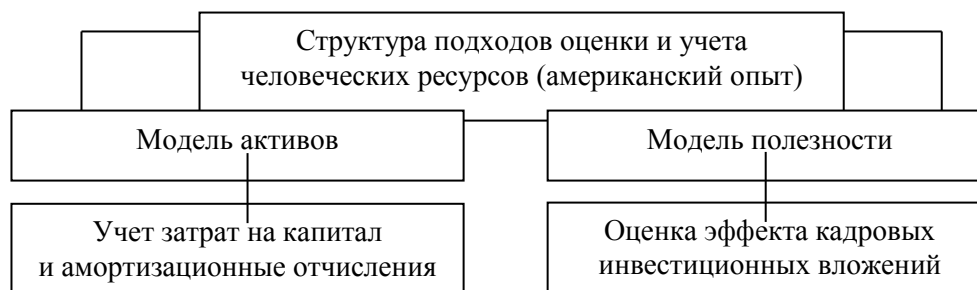 Структура подходов оценки и учета
человеческих ресурсов (американский опыт)
Модель активов
Модель полезности
Учет затрат на капитал
и амортизационные отчисления
Оценка эффекта кадровых
инвестиционных вложений